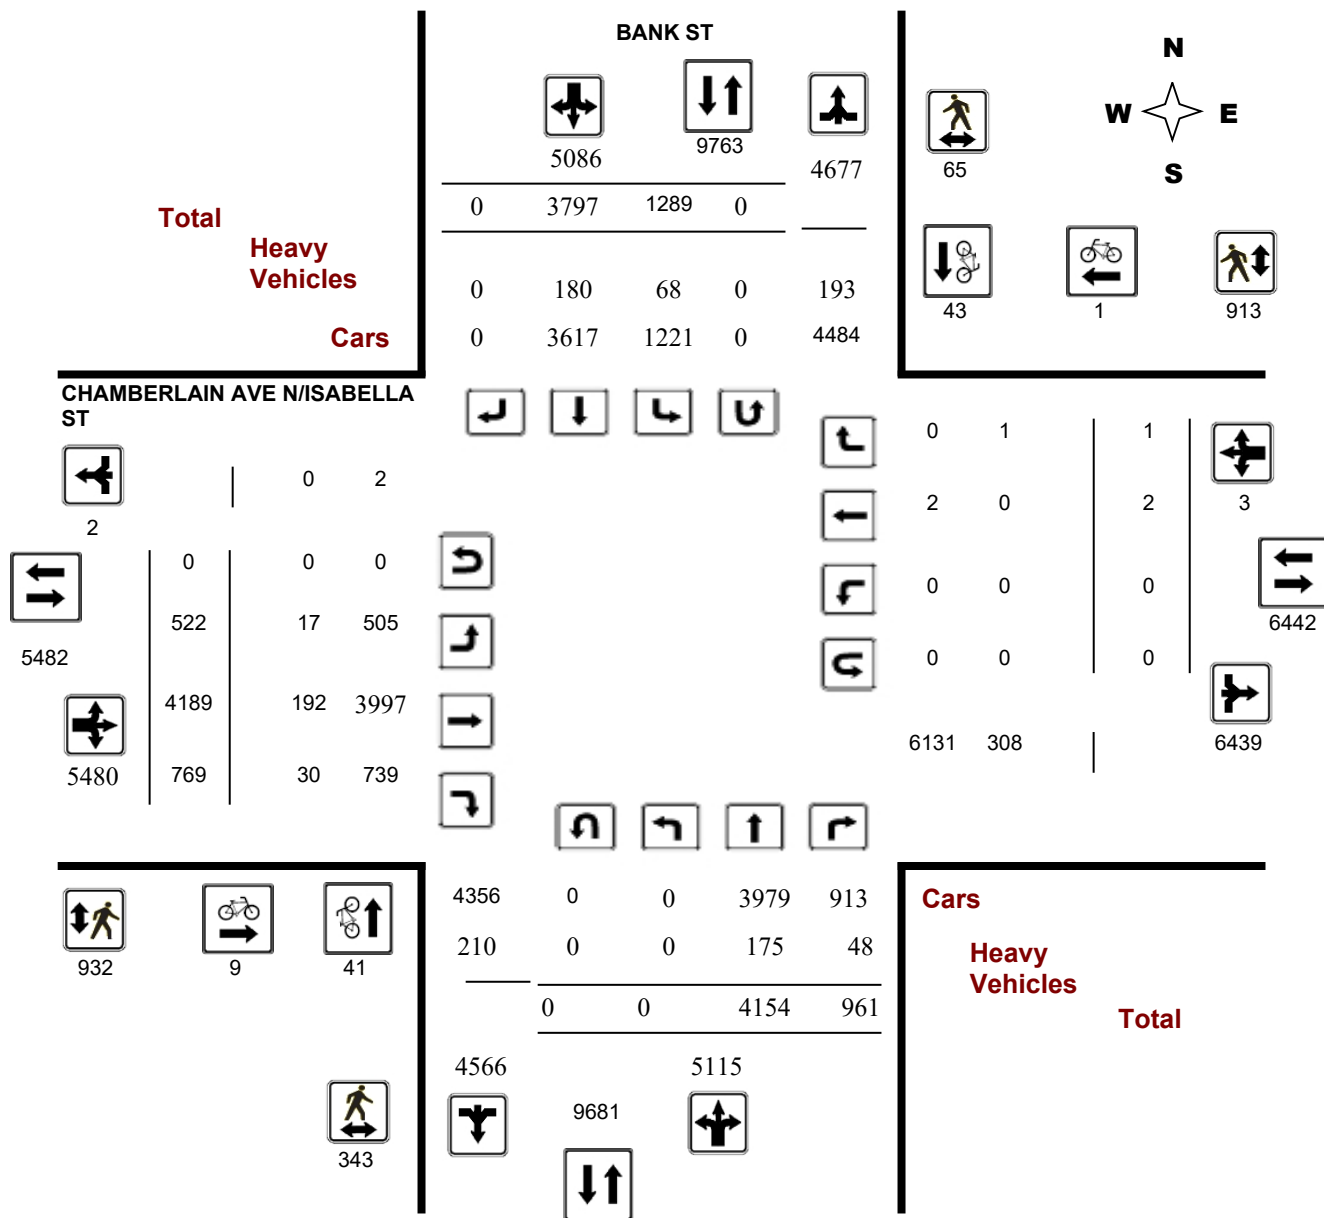 BANK ST
N
W E
S
5086 9763 4677 65
0 3797 1289 0
Total
Heavy
Vehicles
0 180 68 0 193
43 1 913
Cars 0 3617 1221 0 4484
CHAMBERLAIN AVE N/ISABELLA
ST
0 1 1
0 2
2
2 0 2 3
0 0 0
0 0 0
522 17 505
6442
5482
0 0 0
4189 192 3997
6131 308 6439
5480 769 30 739
4356 0 0 3979 913
Cars
210 0 0 175 48
Heavy
Vehicles
932 9 41
0 0 4154 961
Total
4566 5115
9681
343